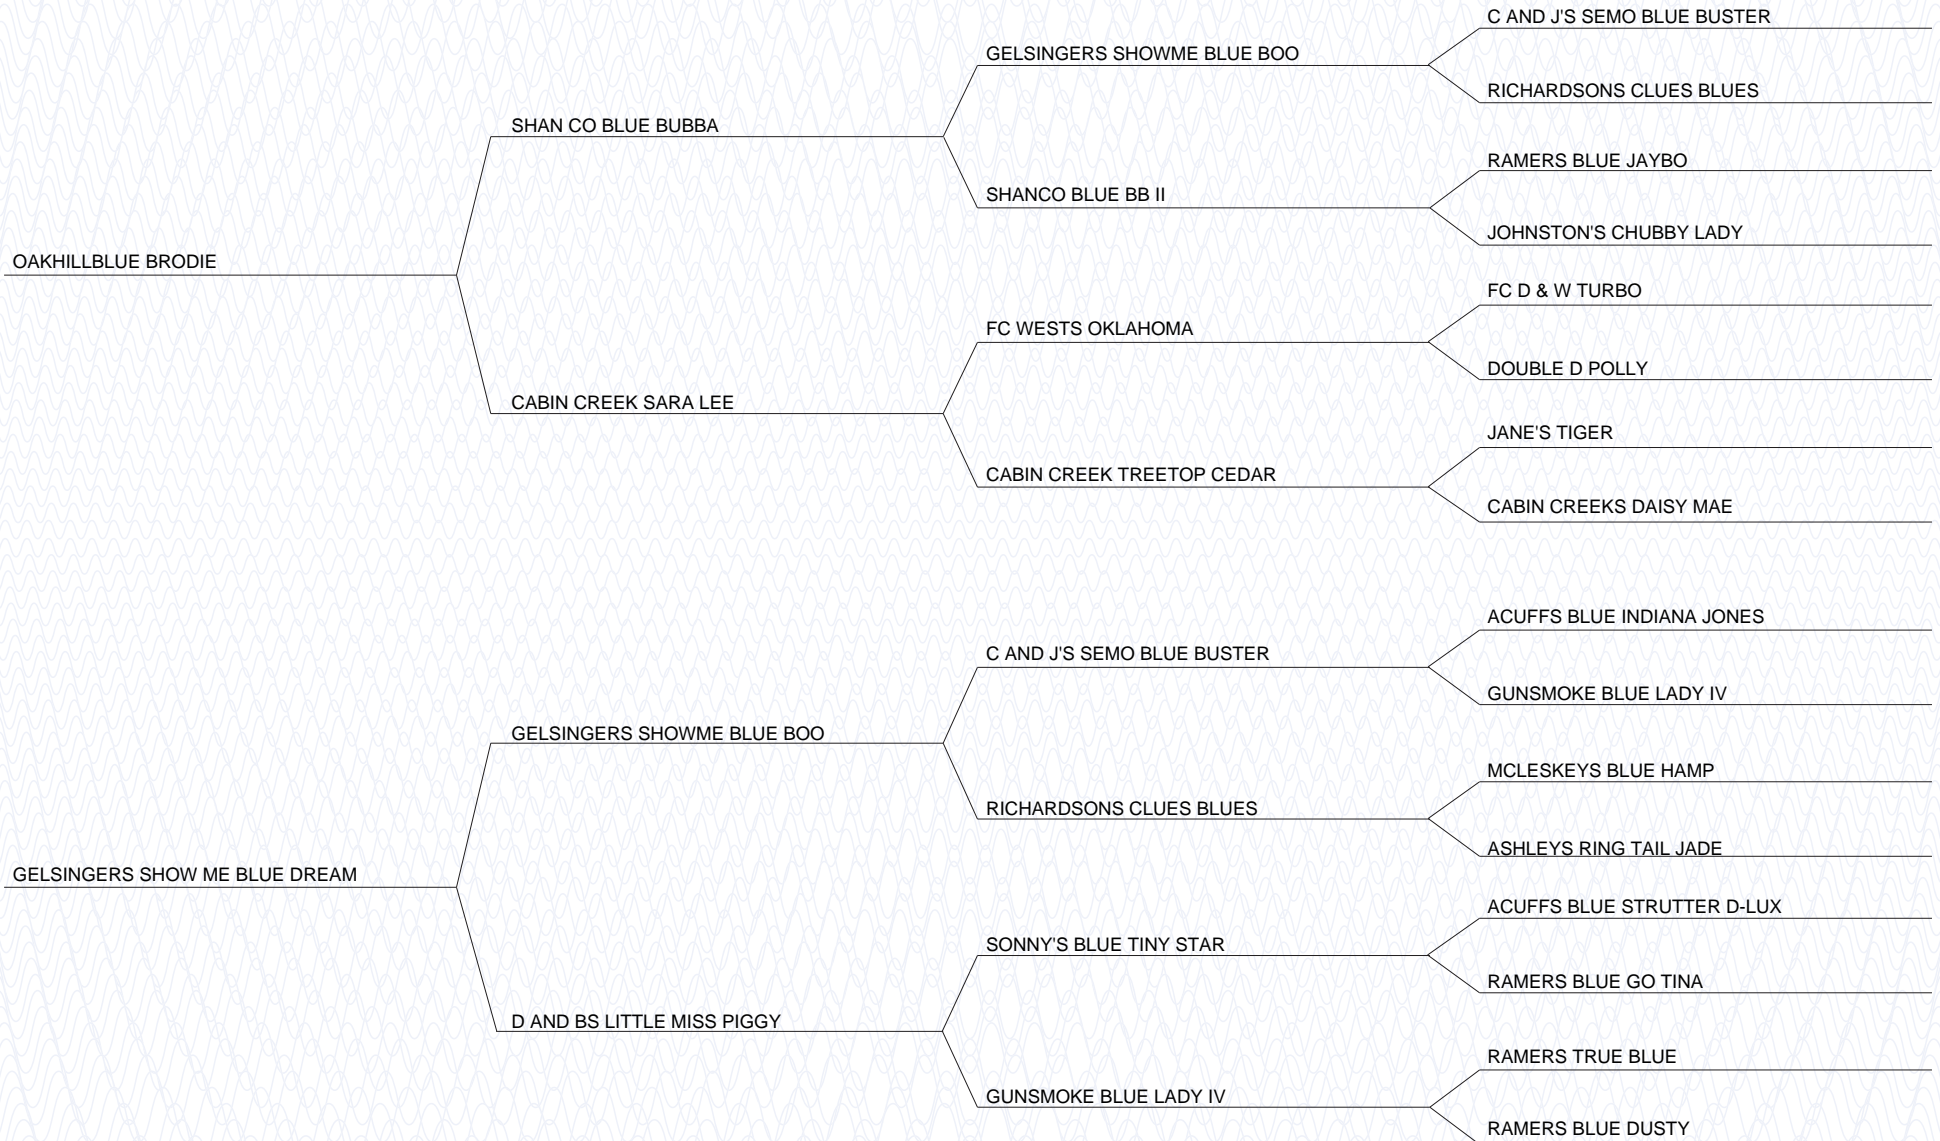 C AND J'S SEMO BLUE BUSTER
GELSINGERS SHOWME BLUE BOO
RICHARDSONS CLUES BLUES
SHAN CO BLUE BUBBA
RAMERS BLUE JAYBO
SHANCO BLUE BB II
JOHNSTON'S CHUBBY LADY
OAKHILLBLUE BRODIE
FC D & W TURBO
FC WESTS OKLAHOMA
DOUBLE D POLLY
CABIN CREEK SARA LEE
JANE'S TIGER
CABIN CREEK TREETOP CEDAR
CABIN CREEKS DAISY MAE
ACUFFS BLUE INDIANA JONES
C AND J'S SEMO BLUE BUSTER
GUNSMOKE BLUE LADY IV
GELSINGERS SHOWME BLUE BOO
MCLESKEYS BLUE HAMP
RICHARDSONS CLUES BLUES
ASHLEYS RING TAIL JADE
GELSINGERS SHOW ME BLUE DREAM
ACUFFS BLUE STRUTTER D-LUX
SONNY'S BLUE TINY STAR
RAMERS BLUE GO TINA
D AND BS LITTLE MISS PIGGY
RAMERS TRUE BLUE
GUNSMOKE BLUE LADY IV
RAMERS BLUE DUSTY